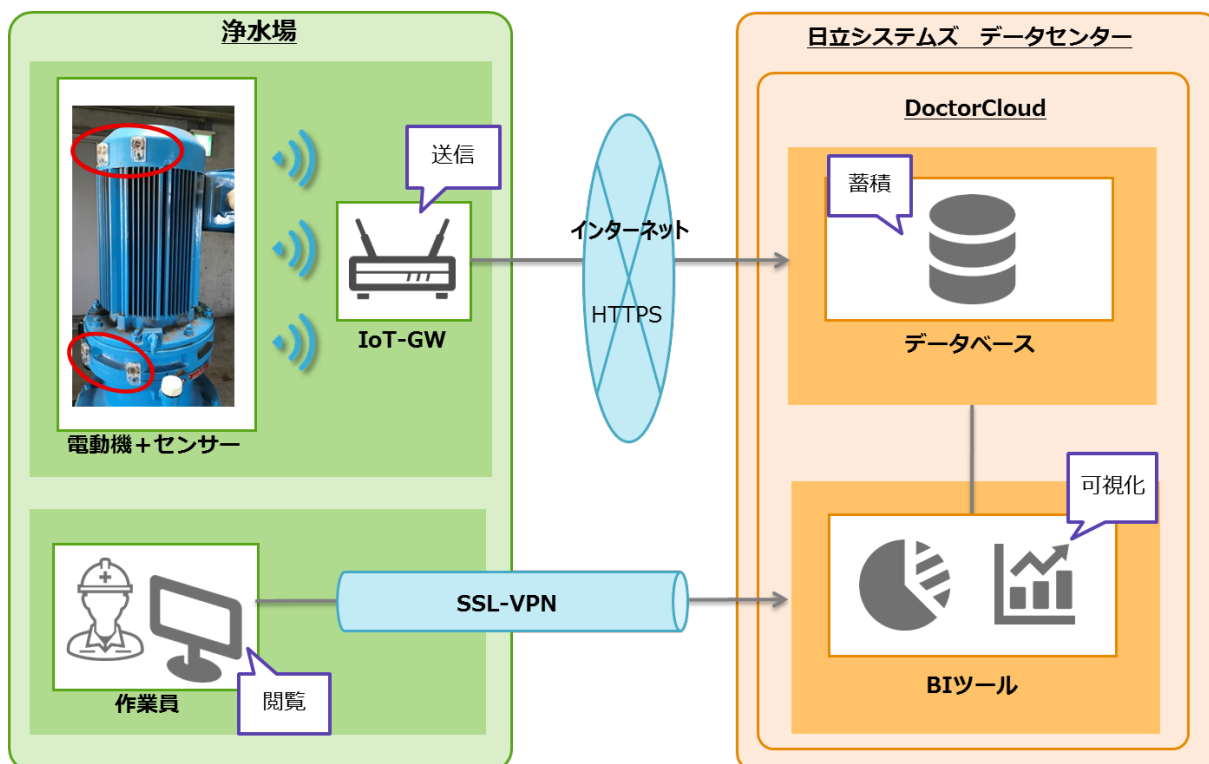 浄水場
電動機＋センサー
送信
IoT-GW
インターネット
HTTPS
日立システムズ　データセンター
DoctorCloud
蓄積
データベース
作業員
閲覧
SSL-VPN
可視化
BIツール